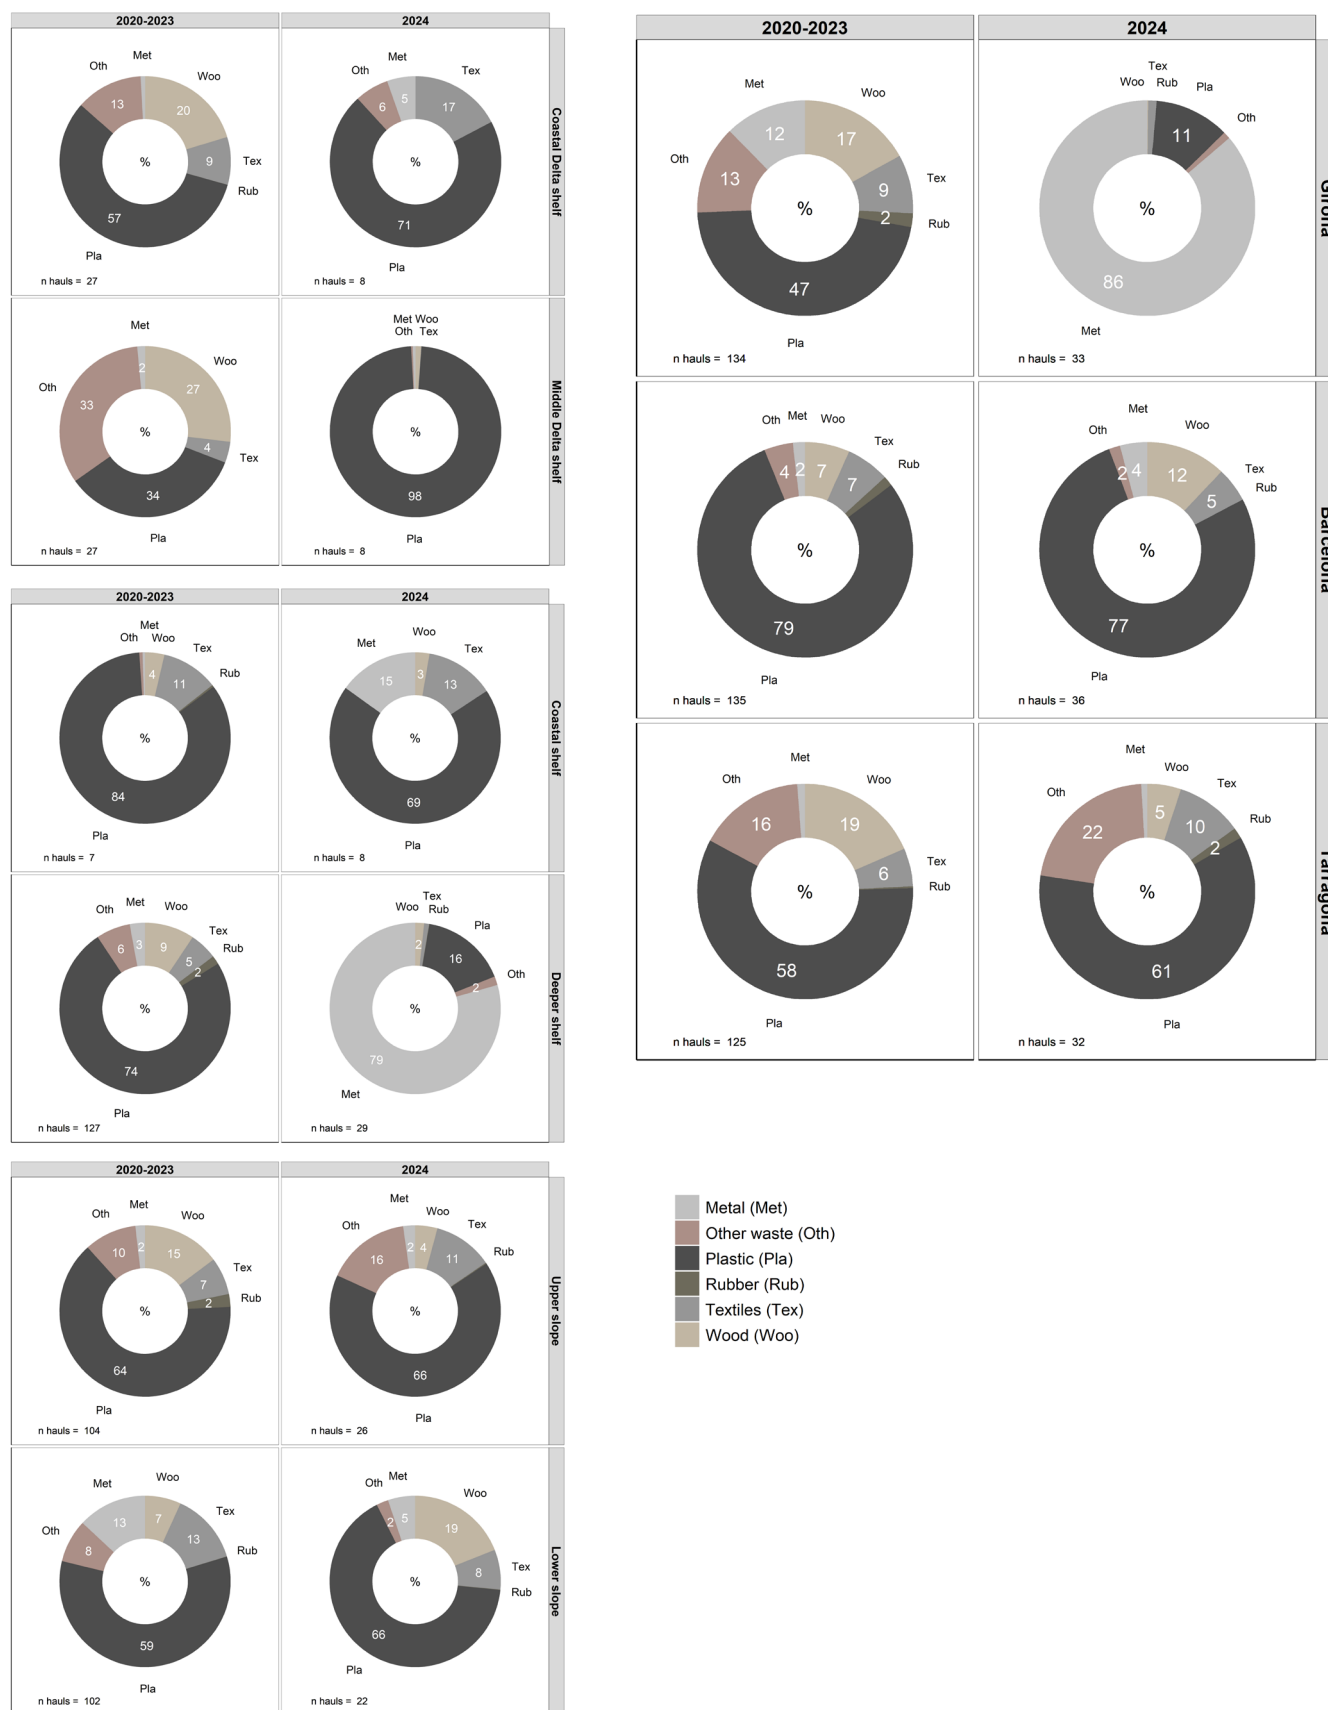 2020-2023 2024
Met
Oth
Woo
13
20
9
Tex
Rub
%
57
Pla
n hauls = 27
Met
Oth
Tex
6
5
17
%
71
Pla
n hauls = 8
Coastal Delta shelf
Met
Woo
2
27
Oth
33
%
4
Tex
34
Pla
n hauls = 27
Met Woo
Oth Tex
%
98
Pla
n hauls = 8
Middle Delta shelf
2020-2023 2024
Met
Oth Woo
Tex
Rub
4
11
%
84
Pla
n hauls = 7
Woo
Met
Tex
15
3
13
%
69
Pla
n hauls = 8
Coastal shelf
Oth Met Woo
Tex
Rub
6
3
9
5
2
%
74
Pla
n hauls = 127
Tex
Woo Rub
Pla
2
16
Oth
2
%
79
Met
n hauls = 29
Deeper shelf
2020-2023 2024
Met
Oth
Woo
10
2
15
Tex
7
Rub
2
%
64
Pla
n hauls = 104
Met
Woo
Oth
Tex
Rub
16
2
4
11
%
66
Pla
n hauls = 26
Upper slope
Met
Woo
Tex
13
7
13
Oth
8
Rub
%
59
Pla
n hauls = 102
Oth Met
Woo
2
5
19
Tex
8
Rub
%
66
Pla
n hauls = 22
Lower slope
2020-2023 2024
Met
Woo
12
17
Oth
13
Tex
9
2
Rub
%
47
Pla
n hauls = 134
Tex
Woo Rub Pla
Oth
11
%
86
Met
n hauls = 33
Girona
Oth Met Woo
Tex
Rub
4
2
7
7
%
79
Pla
n hauls = 135
Met
Oth
Woo
Tex
Rub
2
4
12
5
%
77
Pla
n hauls = 36
Barcelona
Met
Oth
Woo
16
19
Tex
6
Rub
%
58
Pla
n hauls = 125
Met
Woo
Oth
Tex
Rub
22
5
10
2
%
61
Pla
n hauls = 32
Tarragona
Metal (Met)
Other waste (Oth)
Plastic (Pla)
Rubber (Rub)
Textiles (Tex)
Wood (Woo)